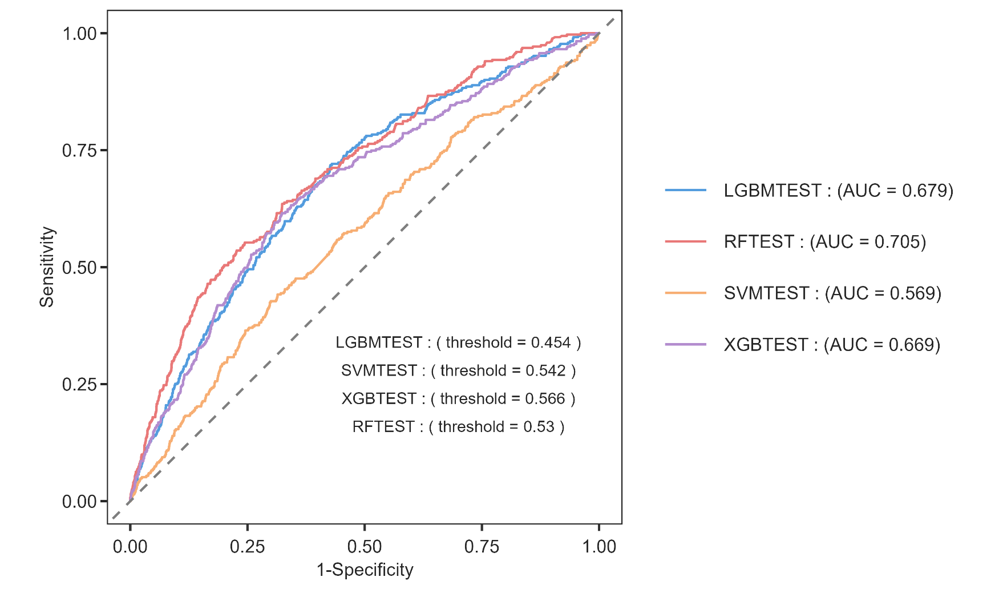 1.00
0.75
0.50
0.25
0.00
Sensitivity
0.00 0.25 0.50 0.75 1.00
1-Specificity
LGBMTEST : ( threshold = 0.454 )
SVMTEST : ( threshold = 0.542 )
XGBTEST : ( threshold = 0.566 )
RFTEST : ( threshold = 0.53 )
LGBMTEST : (AUC = 0.679)
RFTEST : (AUC = 0.705)
SVMTEST : (AUC = 0.569)
XGBTEST : (AUC = 0.669)